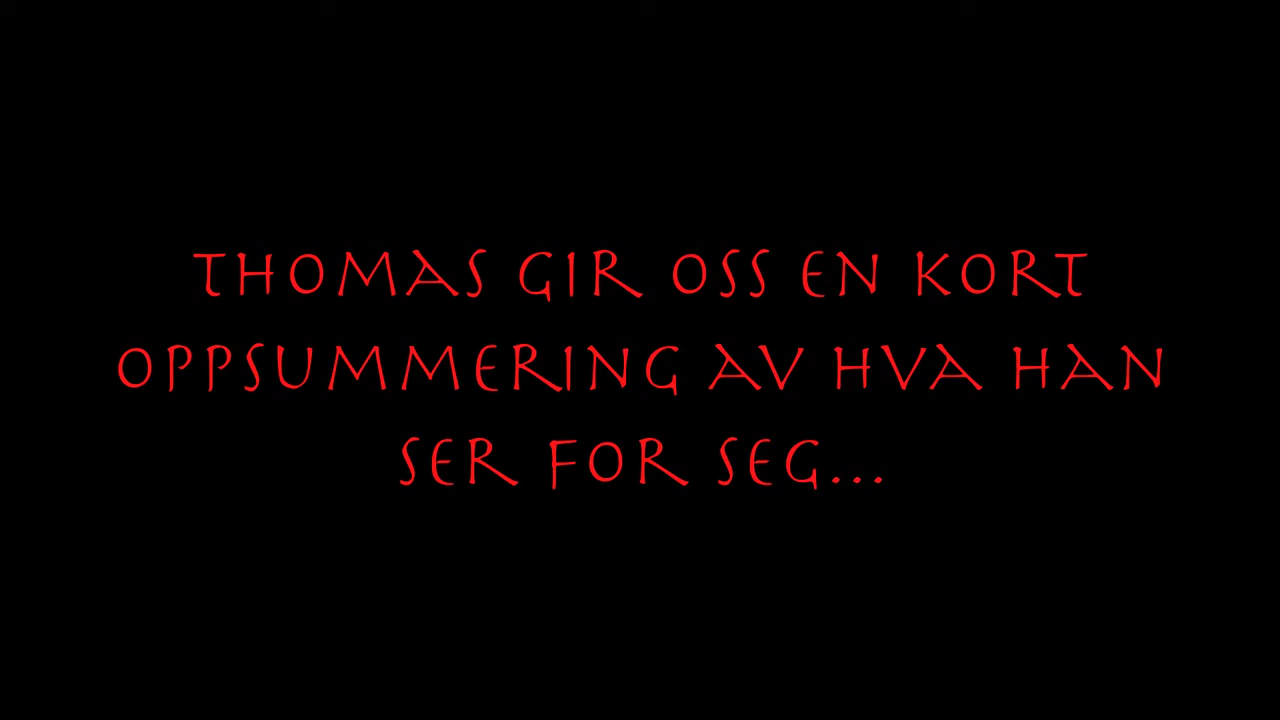 THOMAS GIR OSS EN KORT
OPPSUMMERING AV HVA HAN
SER FOR SEG...